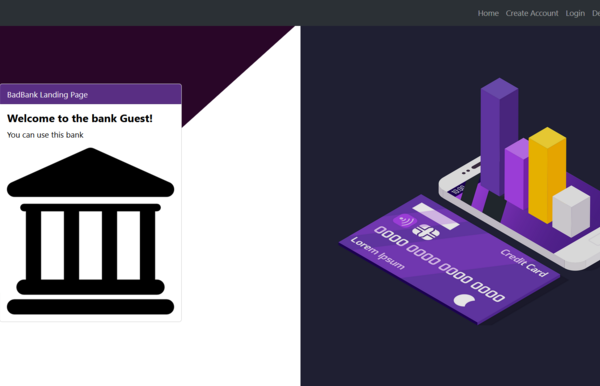 Home Create Account Login De
BadBank Landing Page
Welcome to the bank Guest!
You can use this bank
0000 0000 0000 0000
Credit Card
Lorem Ipsum